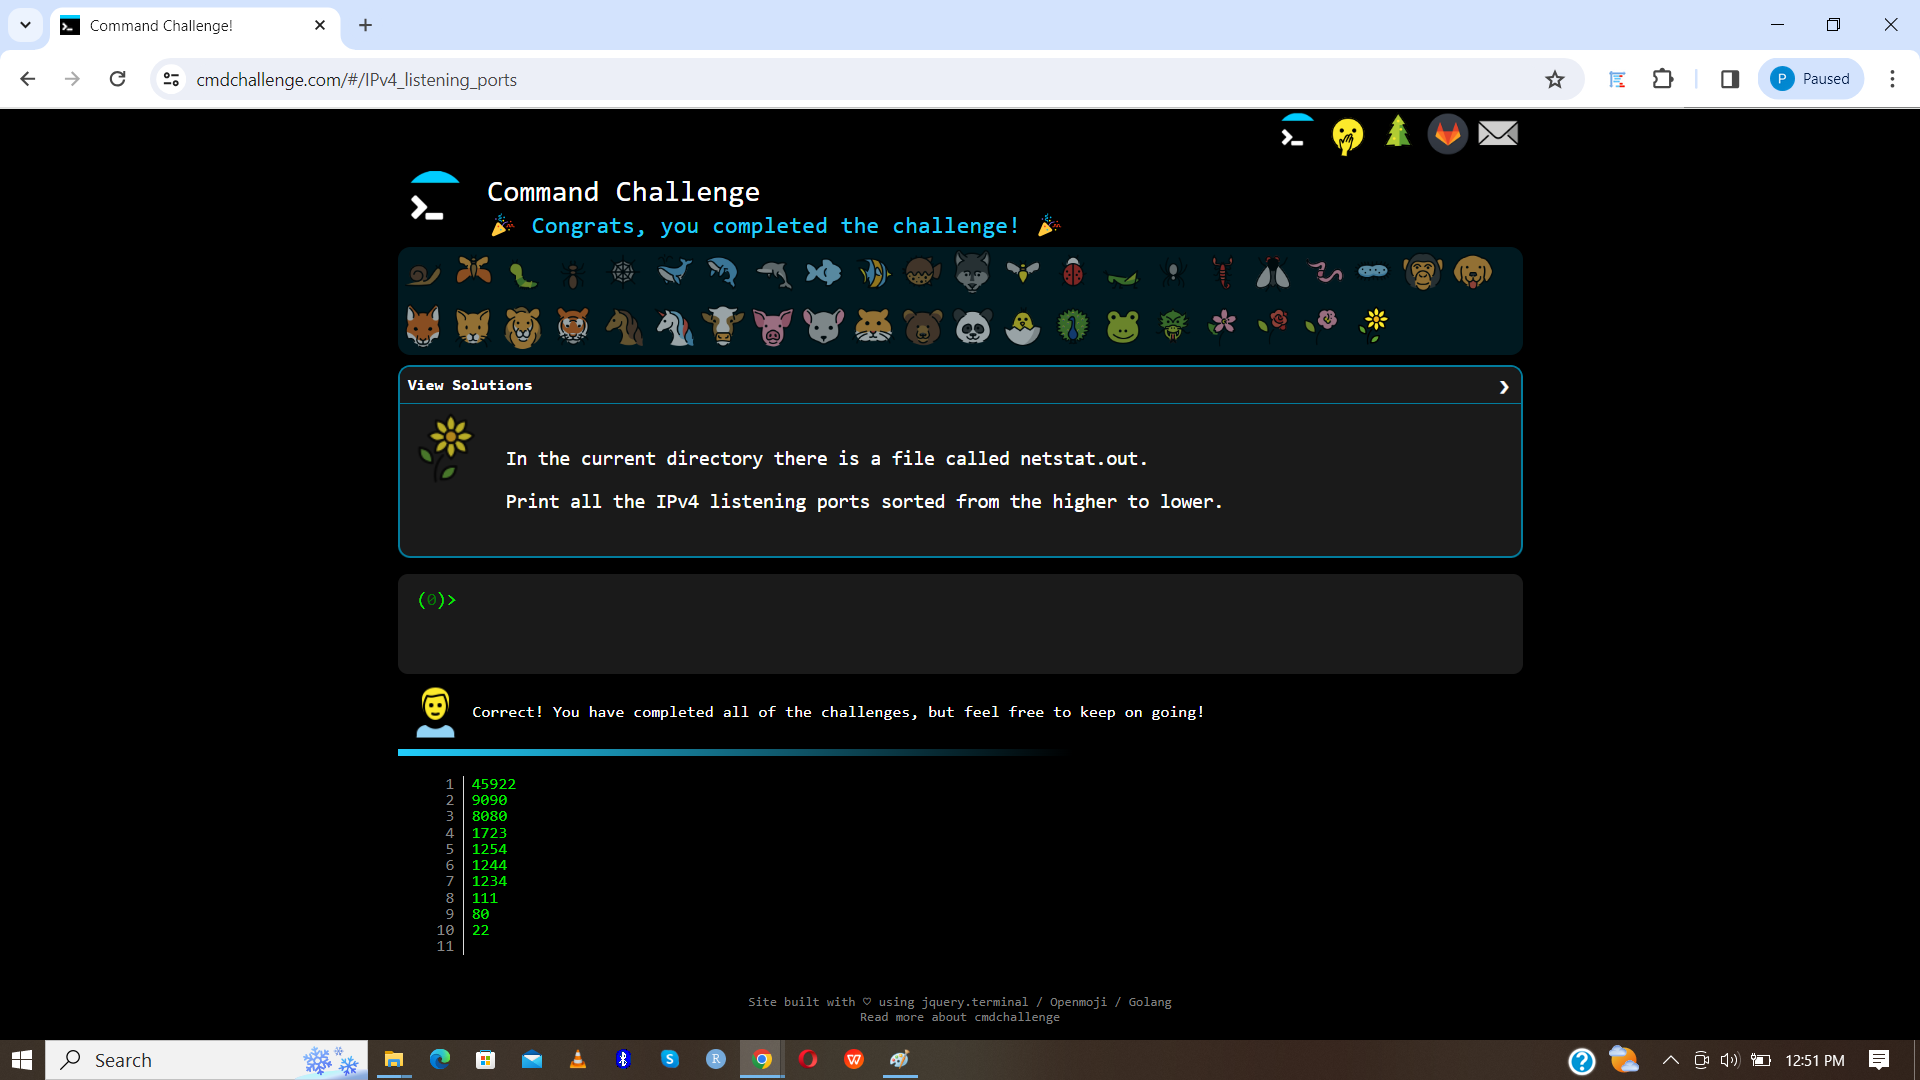 Command Challenge!
cmdchallenge.com/#/IPv4_listening_ports
P Paused
Command Challenge
Congrats, you completed the challenge!
View Solutions
In the current directory there is a file called netstat.out.
Print all the IPv4 listening ports sorted from the higher to lower.
(0)>
Correct! You have completed all of the challenges, but feel free to keep on going!
1 45922
2 9090
3 8080
4 1723
5 1254
6 1244
7 1234
8 111
9 80
10 22
11
Site built with ♡ using jquery.terminal / Openmoji / Golang
Read more about cmdchallenge
Search
12:51 PM